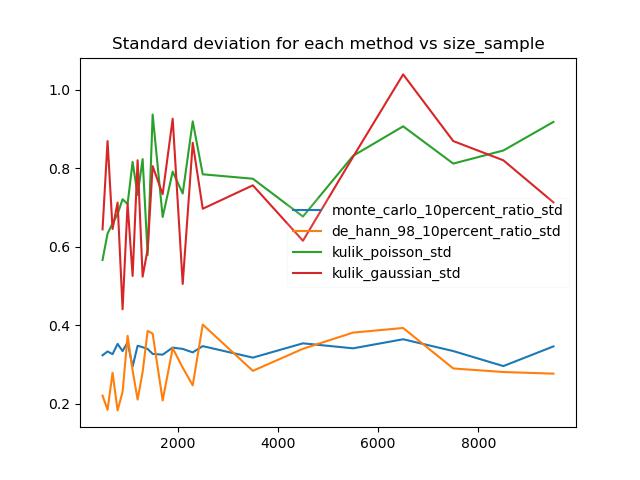 Standard deviation for each method vs size_sample
1.0
0.8
0.6
0.4
0.2
monte_carlo_10percent_ratio_std
de_hann_98_10percent_ratio_std
kulik_poisson_std
kulik_gaussian_std
2000 4000 6000 8000